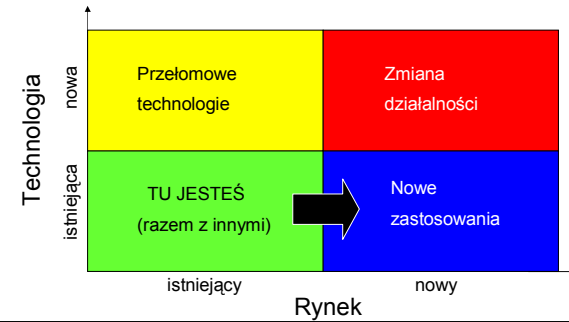 Technologia
nowa
istniejąca
Przełomowe
technologie
Zmiana
działalności
TU JESTEŚ
(razem z innymi)
Nowe
zastosowania
istniejący
nowy
Rynek